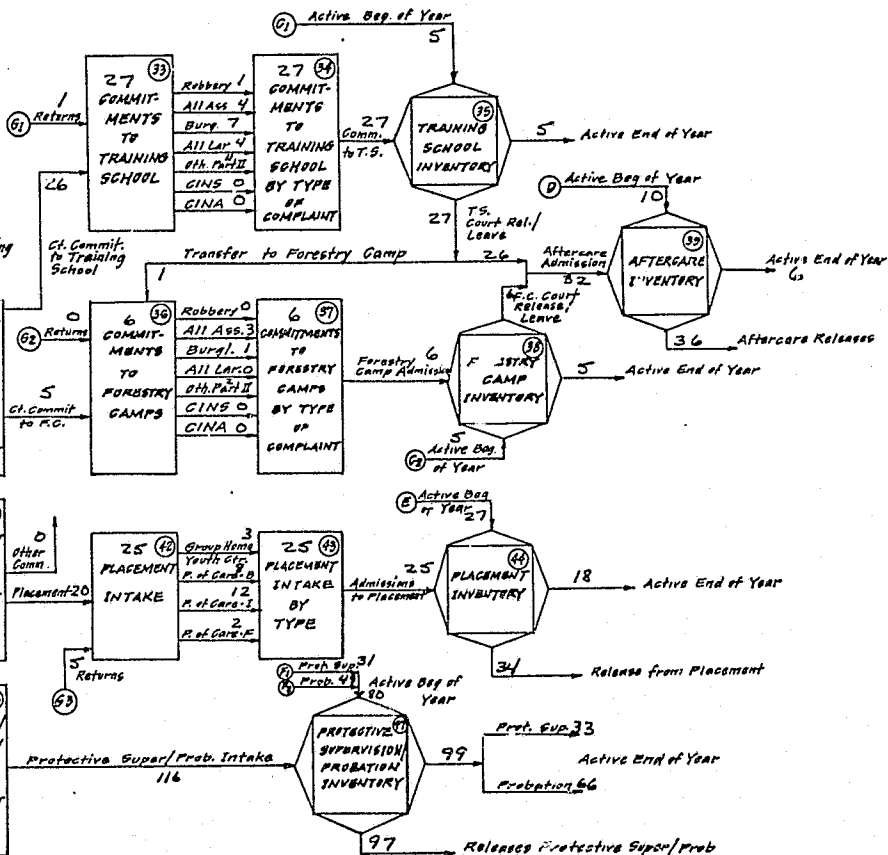 G1 Active Beg. of Year
5
27 33
COMMIT-
MENTS
TO
TRAINING
SCHOOL
1
G1 Returns
26
Ct. Commit.
to Training
School
Robbery 1
All Ass 4
Burg. 7
All Lar 4
Oth. Part II 11
CINS 0
CINA 0
27 34
COMMIT-
MENTS
TO
TRAINING
SCHOOL
BY TYPE
OF
COMPLAINT
27
Comm.
to T.S.
35
TRAINING
SCHOOL
INVENTORY
5
Active End of Year
27
T.S.
Court Rel./
Leave
Transfer to Forestry Camp
1
26
D Active Beg of Year
10
Aftercare
Admission
32
39
AFTERCARE
INVENTORY
Active End of Year
36
Aftercare Releases
0
G2 Returns
5
Ct. Commit
to F.C.
6 36
COMMIT-
MENTS
TO
FORESTRY
CAMPS
Robbery 0
All Ass. 3
Burgl. 1
All Lar. 0
Oth. Part II 2
CINS 0
CINA 0
6 37
COMMITMENTS
TO
FORESTRY
CAMPS
BY TYPE
OF
COMPLAINT
Forestry 6
Camp Admission
6 F.C. Court
Release/
Leave
38
F STRY
CAMP
INVENTORY
5
Active End of Year
5
Active Beg.
of Year
0
Other
Comm.
Placement 20
5
Returns
G3
25 42
PLACEMENT
INTAKE
3
Group Home
Youth Ctr.
8
P. of Care-B
12
P. of Care-I
2
P. of Care-F
25 43
PLACEMENT
INTAKE
BY
TYPE
25
Admissions
to Placement
E Active Beg
of Year 27
44
PLACEMENT
INVENTORY
18
Active End of Year
34
Release from Placement
F1 Prot. Sup. 31
Prob. 49
80
Active Beg of
Year
Protective Super/Prob. Intake
116
PROTECTIVE
SUPERVISION/
PROBATION
INVENTORY
99
Prot. Sup. 33
Active End of Year
Probation 66
97
Releases Protective Super/Prob